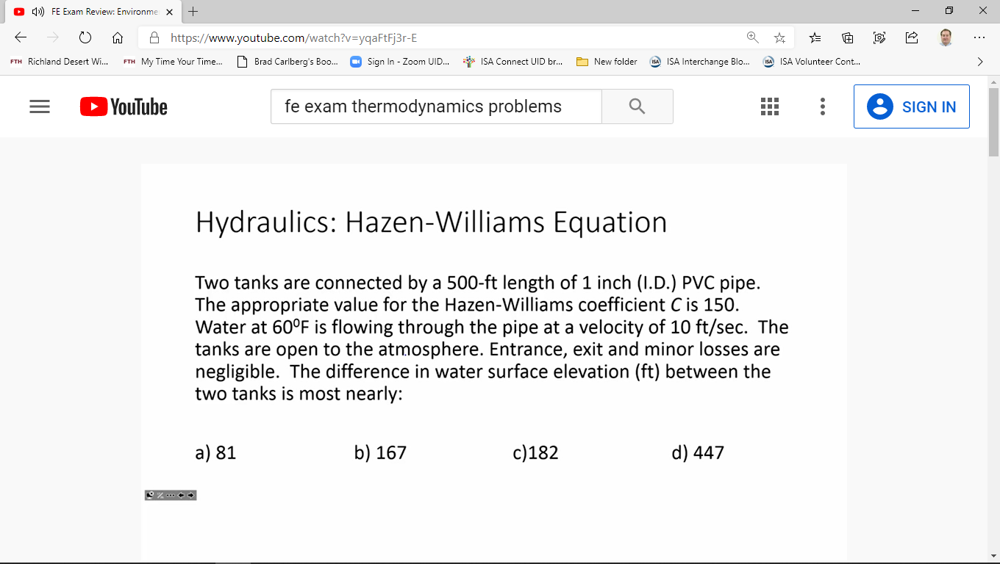 FE Exam Review: Environme
https://www.youtube.com/watch?v=yqaFtFj3r-E
FTH Richland Desert Wi... FTH My Time Your Time... Brad Carlberg's Boo... Sign In - Zoom UID... ISA Connect UID br... New folder ISA ISA Interchange Blo... ISA ISA Volunteer Cont...
YouTube fe exam thermodynamics problems SIGN IN
Hydraulics: Hazen-Williams Equation
Two tanks are connected by a 500-ft length of 1 inch (I.D.) PVC pipe.
The appropriate value for the Hazen-Williams coefficient C is 150.
Water at 60⁰F is flowing through the pipe at a velocity of 10 ft/sec. The
tanks are open to the atmosphere. Entrance, exit and minor losses are
negligible. The difference in water surface elevation (ft) between the
two tanks is most nearly:
a) 81 b) 167 c)182 d) 447